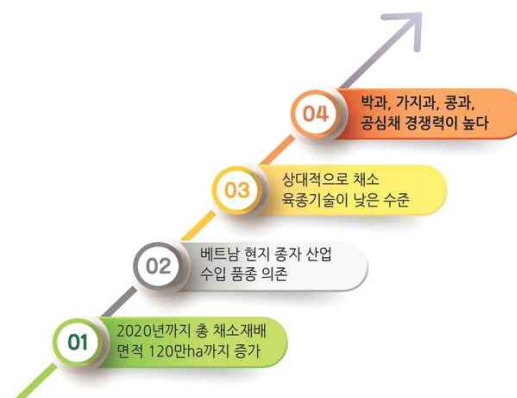 04
박과, 가지과, 콩과,
공심채 경쟁력이 높다
03
상대적으로 채소
육종기술이 낮은 수준
02
베트남 현지 종자 산업
수입 품종 의존
01
2020년까지 총 채소재배
면적 120만ha까지 증가